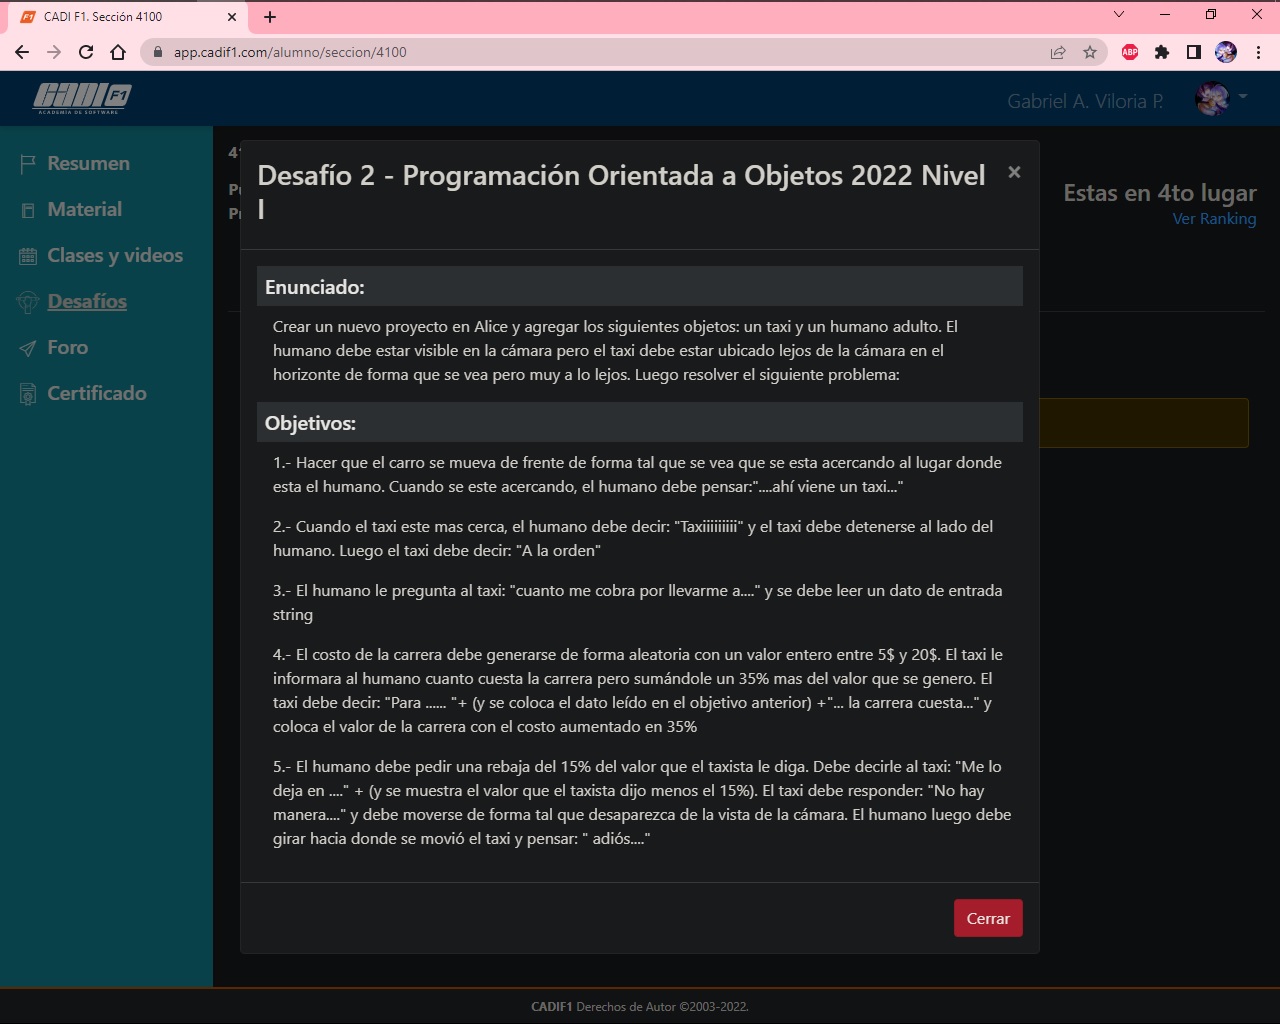 CADI F1. Sección 4100
app.cadif1.com/alumno/seccion/4100
ABP
CADI F1
ACADEMIA DE SOFTWARE
Gabriel A. Viloria P.
Resumen
Material
Clases y videos
Desafíos
Foro
Certificado
Estas en 4to lugar
Ver Ranking
Desafío 2 - Programación Orientada a Objetos 2022 Nivel
I
×
Enunciado:
Crear un nuevo proyecto en Alice y agregar los siguientes objetos: un taxi y un humano adulto. El
humano debe estar visible en la cámara pero el taxi debe estar ubicado lejos de la cámara en el
horizonte de forma que se vea pero muy a lo lejos. Luego resolver el siguiente problema:
Objetivos:
1.- Hacer que el carro se mueva de frente de forma tal que se vea que se esta acercando al lugar donde
esta el humano. Cuando se este acercando, el humano debe pensar:"....ahí viene un taxi..."
2.- Cuando el taxi este mas cerca, el humano debe decir: "Taxiiiiiiiiii" y el taxi debe detenerse al lado del
humano. Luego el taxi debe decir: "A la orden"
3.- El humano le pregunta al taxi: "cuanto me cobra por llevarme a...." y se debe leer un dato de entrada
string
4.- El costo de la carrera debe generarse de forma aleatoria con un valor entero entre 5$ y 20$. El taxi le
informara al humano cuanto cuesta la carrera pero sumándole un 35% mas del valor que se genero. El
taxi debe decir: "Para ...... "+ (y se coloca el dato leído en el objetivo anterior) +"... la carrera cuesta..." y
coloca el valor de la carrera con el costo aumentado en 35%
5.- El humano debe pedir una rebaja del 15% del valor que el taxista le diga. Debe decirle al taxi: "Me lo
deja en ...." + (y se muestra el valor que el taxista dijo menos el 15%). El taxi debe responder: "No hay
manera...." y debe moverse de forma tal que desaparezca de la vista de la cámara. El humano luego debe
girar hacia donde se movió el taxi y pensar: " adiós...."
Cerrar
CADIF1 Derechos de Autor ©2003-2022.